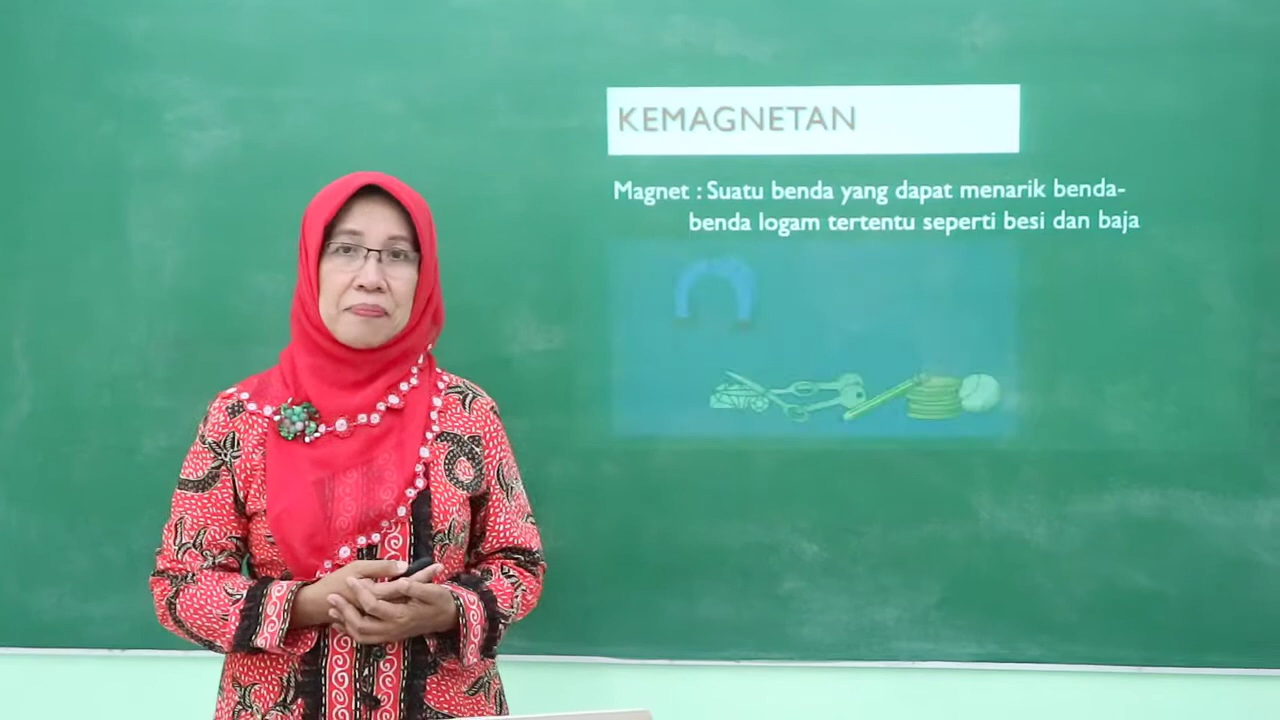 KEMAGNETAN
Magnet : Suatu benda yang dapat menarik benda-
benda logam tertentu seperti besi dan baja